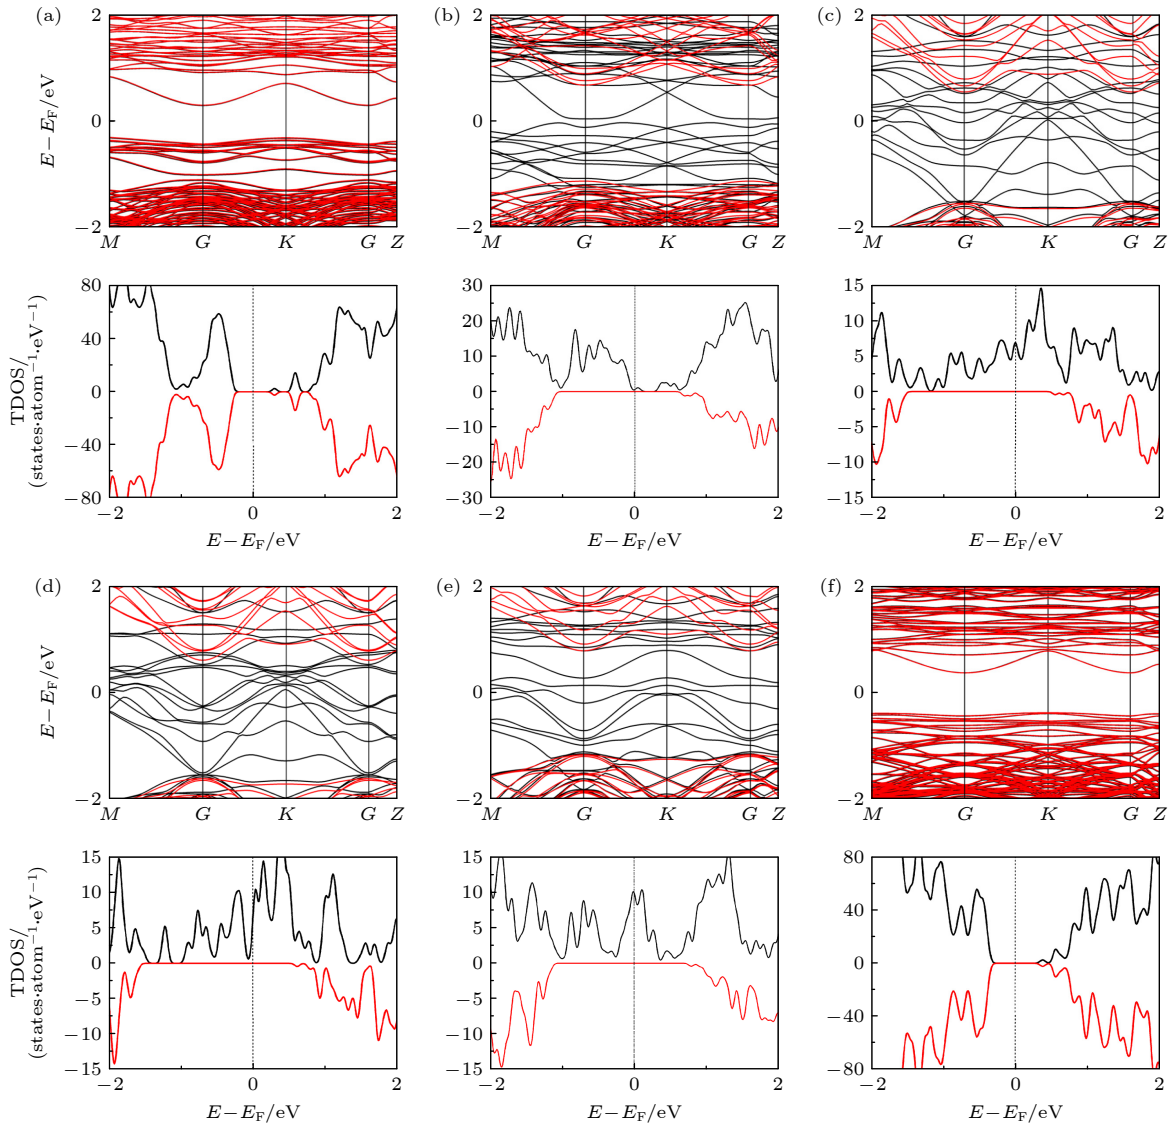 (a) (b) (c)
2 2 2
E−E_F/eV
0 0 0
−2 −2 −2
M G K G Z M G K G Z M G K G Z
80 30 15
20 10
40
10 5
TDOS/
(states·atom⁻¹·eV⁻¹)
0 0 0
−10 −5
−40
−20 −10
−80 −30 −15
−2 0 2 −2 0 2 −2 0 2
E−E_F/eV E−E_F/eV E−E_F/eV
(d) (e) (f)
2 2 2
E−E_F/eV
0 0 0
−2 −2 −2
M G K G Z M G K G Z M G K G Z
15 15 80
10 10
40
5 5
TDOS/
(states·atom⁻¹·eV⁻¹)
0 0 0
−5 −5
−40
−10 −10
−15 −15 −80
−2 0 2 −2 0 2 −2 0 2
E−E_F/eV E−E_F/eV E−E_F/eV